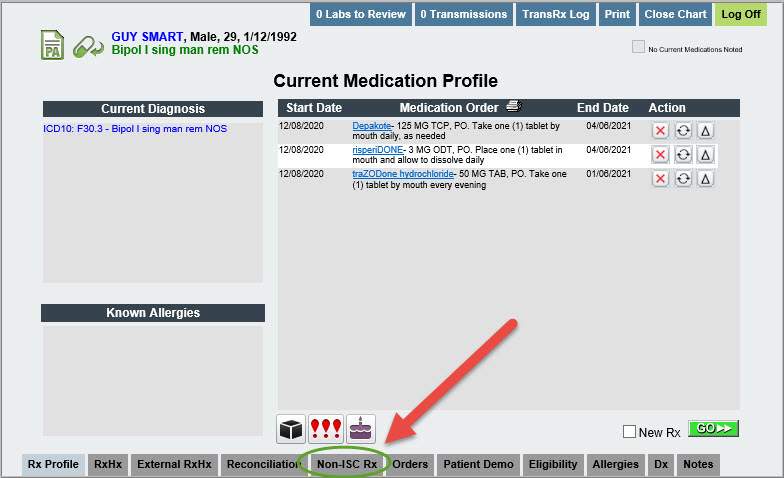 0 Labs to Review 0 Transmissions TransRx Log Print Close Chart Log Off
PA
GUY SMART, Male, 29, 1/12/1992
Bipol I sing man rem NOS
No Current Medications Noted
Current Medication Profile
Current Diagnosis
ICD10: F30.3 - Bipol I sing man rem NOS
Known Allergies
Start Date Medication Order End Date Action
12/08/2020 Depakote- 125 MG TCP, PO. Take one (1) tablet by 04/06/2021
mouth daily, as needed
12/08/2020 risperiDONE- 3 MG ODT, PO. Place one (1) tablet in 04/06/2021
mouth and allow to dissolve daily
12/08/2020 traZODone hydrochloride- 50 MG TAB, PO. Take one 01/06/2021
(1) tablet by mouth every evening
New Rx GO
Rx Profile RxHx External RxHx Reconciliation Non-ISC Rx Orders Patient Demo Eligibility Allergies Dx Notes